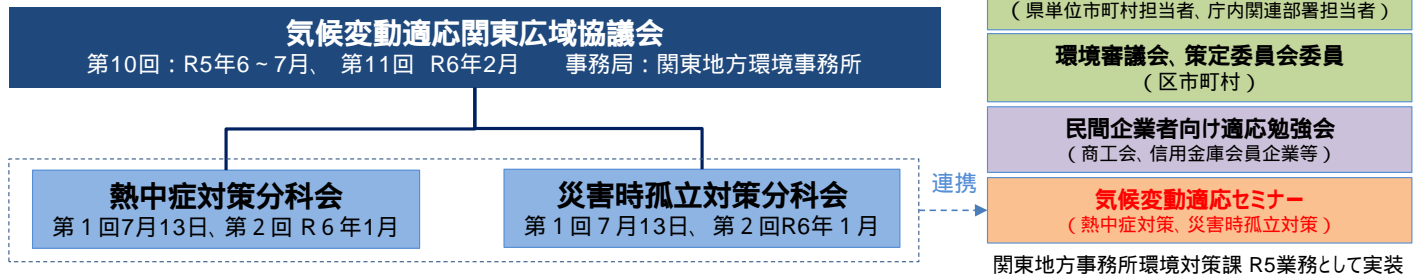 気候変動適応関東広域協議会
第10回：R5年6～7月、 第11回 R6年2月　　事務局：関東地方環境事務所
熱中症対策分科会
第１回7月13日、第２回 R６年1月
災害時孤立対策分科会
第１回７月13日、 第２回R6年１月
連携
（県単位市町村担当者、庁内関連部署担当者）
環境審議会、策定委員会委員
（区市町村）
民間企業者向け適応勉強会
（商工会、信用金庫会員企業等）
気候変動適応セミナー
（熱中症対策、災害時孤立対策）
関東地方事務所環境対策課 R5業務として実装